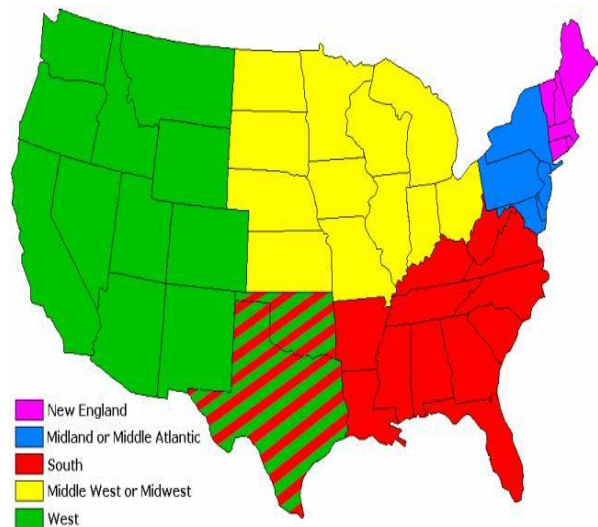 New England
Midland or Middle Atlantic
South
Middle West or Midwest
West